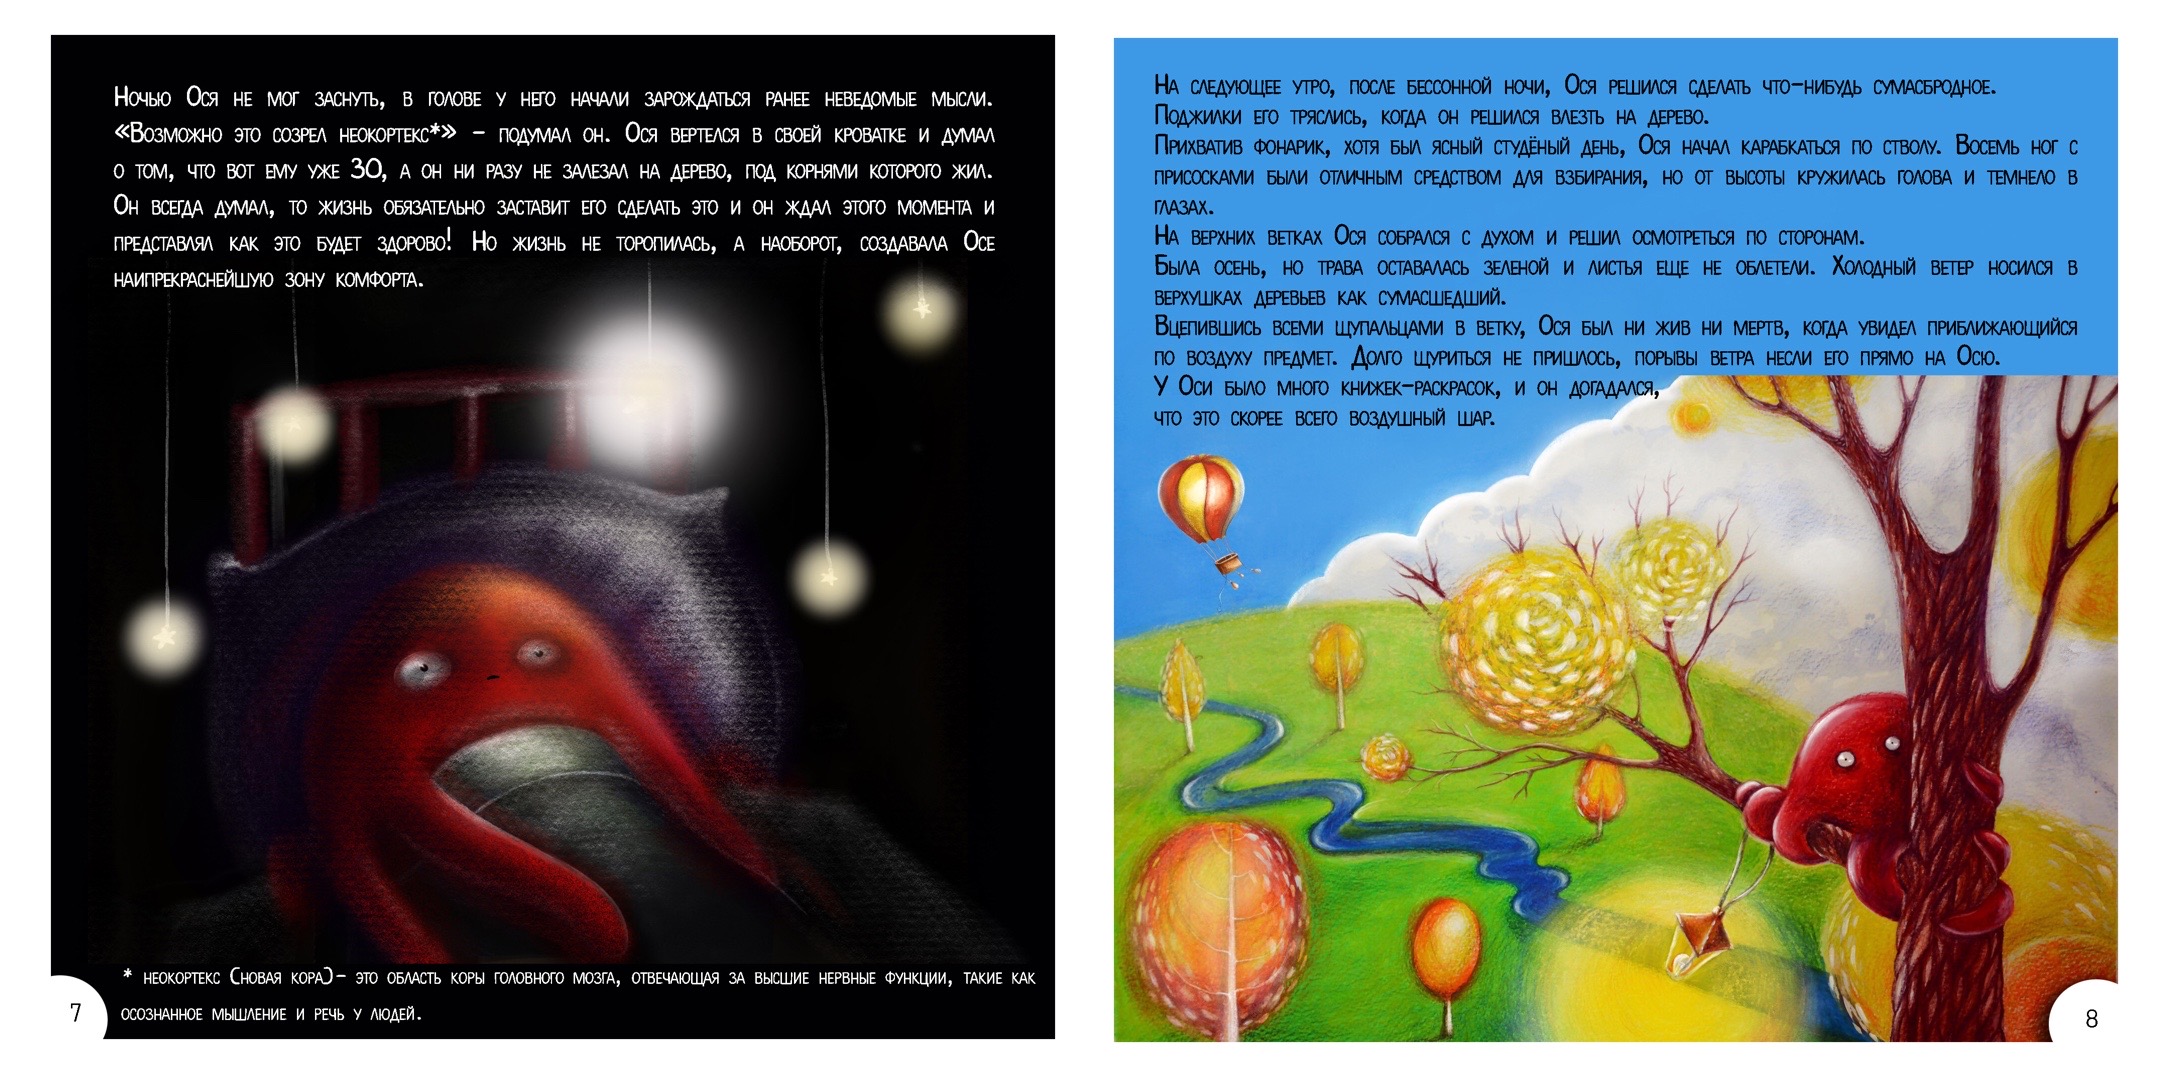 Ночью Ося не мог заснуть, в голове у него начали зарождаться ранее неведомые мысли.
«Возможно это созрел неокортекс*» – подумал он. Ося вертелся в своей кроватке и думал
о том, что вот ему уже 30, а он ни разу не залезал на дерево, под корнями которого жил.
Он всегда думал, то жизнь обязательно заставит его сделать это и он ждал этого момента и
представлял как это будет здорово! Но жизнь не торопилась, а наоборот, создавала Осе
наипрекраснейшую зону комфорта.
* неокортекс (новая кора)– это область коры головного мозга, отвечающая за высшие нервные функции, такие как
осознанное мышление и речь у людей.
7
На следующее утро, после бессонной ночи, Ося решился сделать что-нибудь сумасбродное.
Поджилки его тряслись, когда он решился влезть на дерево.
Прихватив фонарик, хотя был ясный студёный день, Ося начал карабкаться по стволу. Восемь ног с
присосками были отличным средством для взбирания, но от высоты кружилась голова и темнело в
глазах.
На верхних ветках Ося собрался с духом и решил осмотреться по сторонам.
Была осень, но трава оставалась зеленой и листья еще не облетели. Холодный ветер носился в
верхушках деревьев как сумасшедший.
Вцепившись всеми щупальцами в ветку, Ося был ни жив ни мертв, когда увидел приближающийся
по воздуху предмет. Долго щуриться не пришлось, порывы ветра несли его прямо на Осю.
У Оси было много книжек-раскрасок, и он догадался,
что это скорее всего воздушный шар.
8